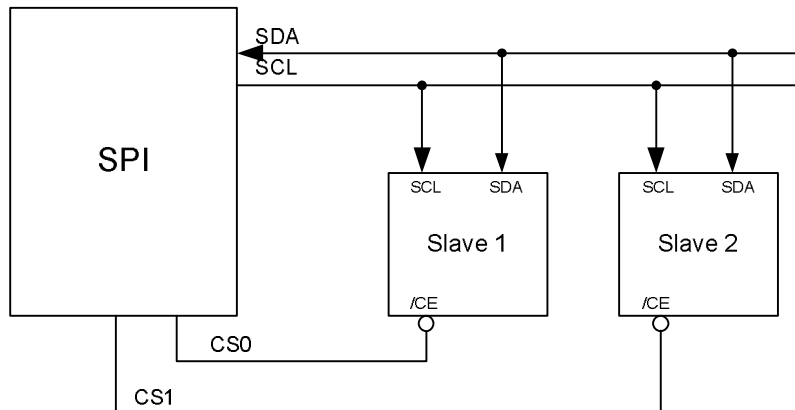 SDA
SCL
SPI
SCL SDA
SCL SDA
Slave 1
Slave 2
/CE
/CE
CS0
CS1